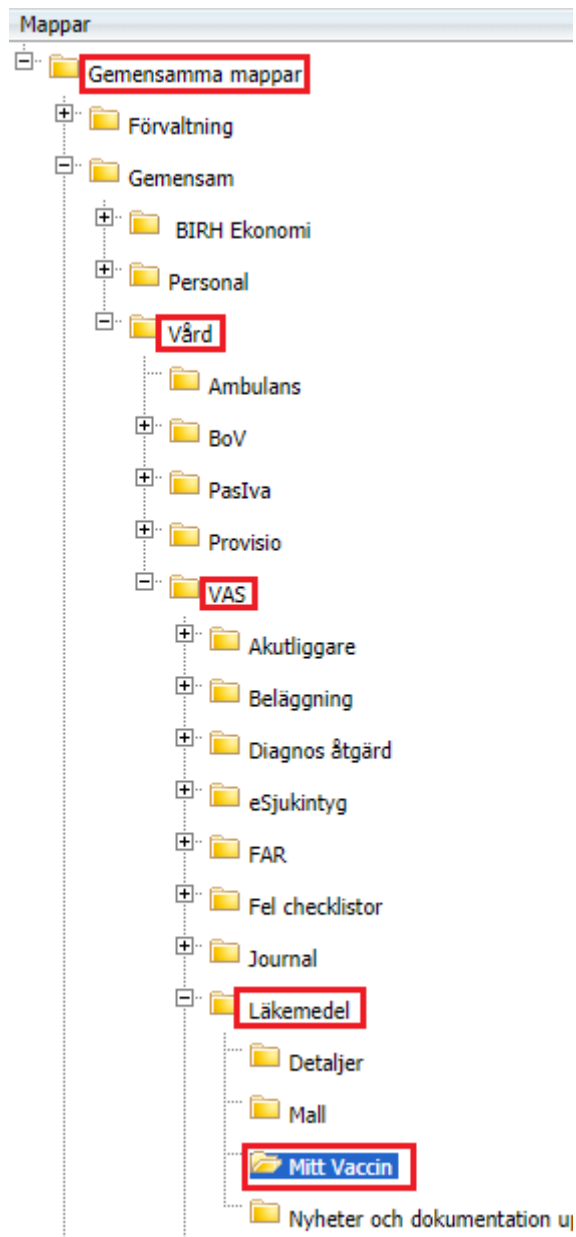 Mappar
Gemensamma mappar
Förvaltning
Gemensam
BIRH Ekonomi
Personal
Vård
Ambulans
BoV
PasIva
Provisio
VAS
Akutliggare
Beläggning
Diagnos åtgärd
eSjukintyg
FAR
Fel checklistor
Journal
Läkemedel
Detaljer
Mall
Mitt Vaccin
Nyheter och dokumentation